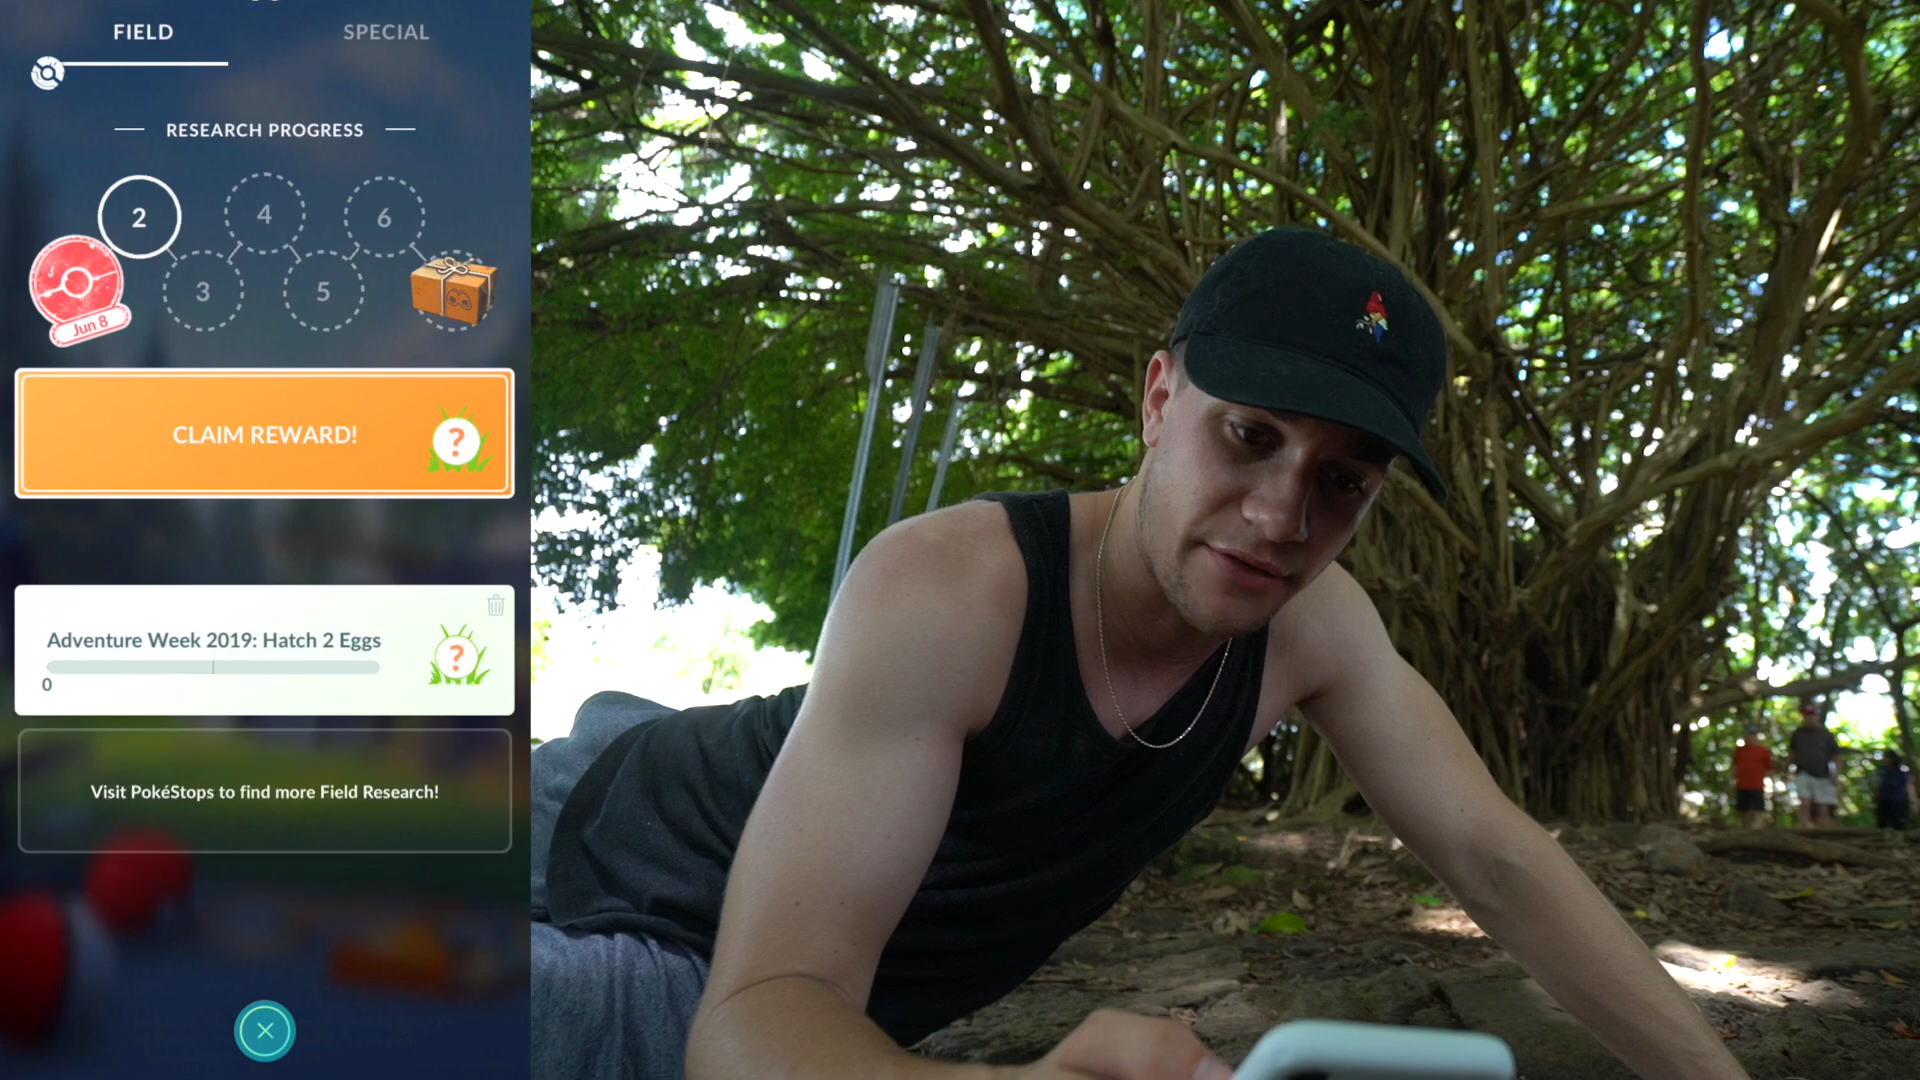 FIELD
SPECIAL
RESEARCH PROGRESS
2
4
6
3
5
Jun 8
CLAIM REWARD!
?
Adventure Week 2019: Hatch 2 Eggs
?
0
Visit PokéStops to find more Field Research!